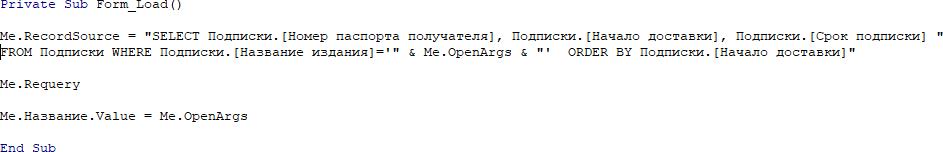 Private Sub Form_Load()
Me.RecordSource = "SELECT Подписки.[Номер паспорта получателя], Подписки.[Начало доставки], Подписки.[Срок подписки] "
FROM Подписки WHERE Подписки.[Название издания]='" & Me.OpenArgs & "'  ORDER BY Подписки.[Начало доставки]"
Me.Requery
Me.Название.Value = Me.OpenArgs
End Sub